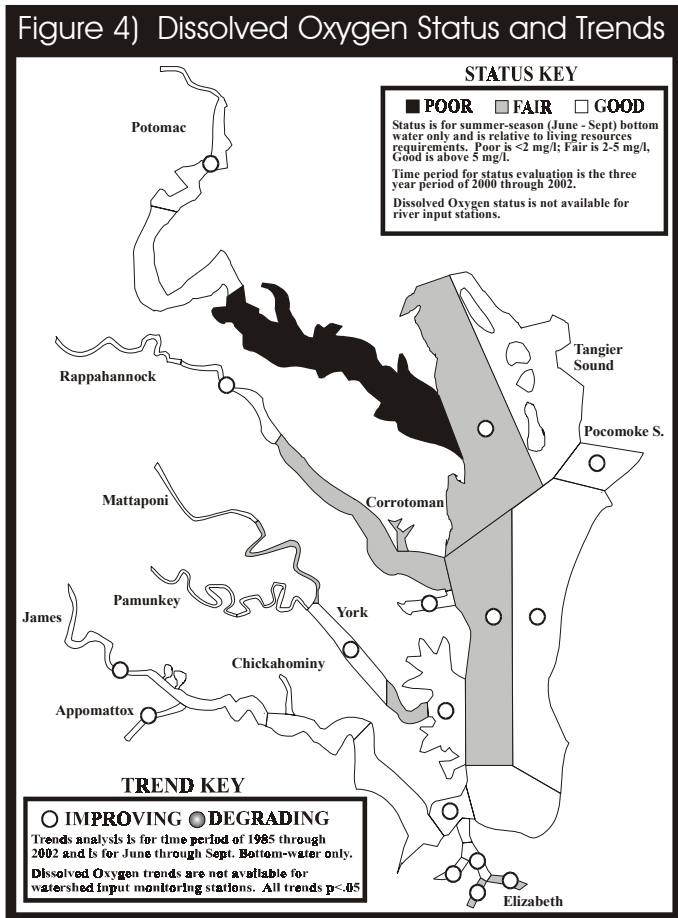 Figure 4) Dissolved Oxygen Status and Trends
STATUS KEY
POOR FAIR GOOD
Status is for summer-season (June - Sept) bottom
water only and is relative to living resources
requirements. Poor is <2 mg/l; Fair is 2-5 mg/l,
Good is above 5 mg/l.
Time period for status evaluation is the three
year period of 2000 through 2002.
Dissolved Oxygen status is not available for
river input stations.
Potomac
Rappahannock
Tangier
Sound
Pocomoke S.
Mattaponi
Corrotoman
Pamunkey
York
James
Chickahominy
Appomattox
TREND KEY
IMPROVING DEGRADING
Trends analysis is for time period of 1985 through
2002 and is for June through Sept. Bottom-water only.
Dissolved Oxygen trends are not available for
watershed input monitoring stations. All trends p<.05
Elizabeth